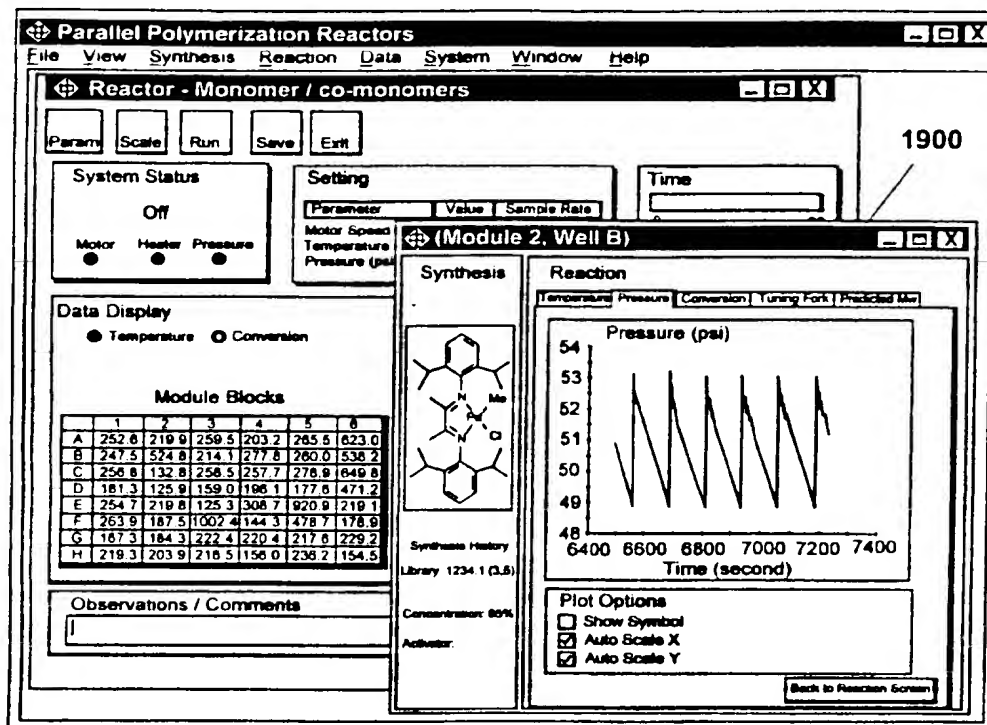 Parallel Polymerization Reactors
File View Synthesis Reaction Data System Window Help
Reactor - Monomer / co-monomers
Param Scale Run Save Exit
1900
System Status
Off
Motor Heater Pressure
Setting
Parameter Value Sample Rate
Motor Speed
Temperature
Pressure (psi
Time
Data Display
Temperature Conversion
Module Blocks
1 2 3 4 5 6
A 252.6 219.9 259.5 203.2 265.5 623.0
B 247.5 524.8 214.1 277.8 260.0 538.2
C 256.8 132.8 256.5 257.7 276.9 649.8
D 161.3 125.9 159.0 196.1 177.6 471.2
E 254.7 219.8 125.3 308.7 920.9 219.1
F 263.9 187.5 1002.4 144.3 478.7 178.9
G 167.3 184.3 222.4 220.4 217.6 229.2
H 219.3 203.9 216.5 156.0 236.2 154.5
Observations / Comments
(Module 2, Well B)
Synthesis
N
Me
Cl
N
Synthesis History
Library 1234.1 (3,5)
Concentration: 95%
Activator:
Reaction
Temperature Pressure Conversion Tuning Fork Predicted Mw
Pressure (psi)
54
53
52
51
50
49
48
6400 6600 6800 7000 7200 7400
Time (second)
Plot Options
Show Symbol
Auto Scale X
Auto Scale Y
Back to Reaction Screen